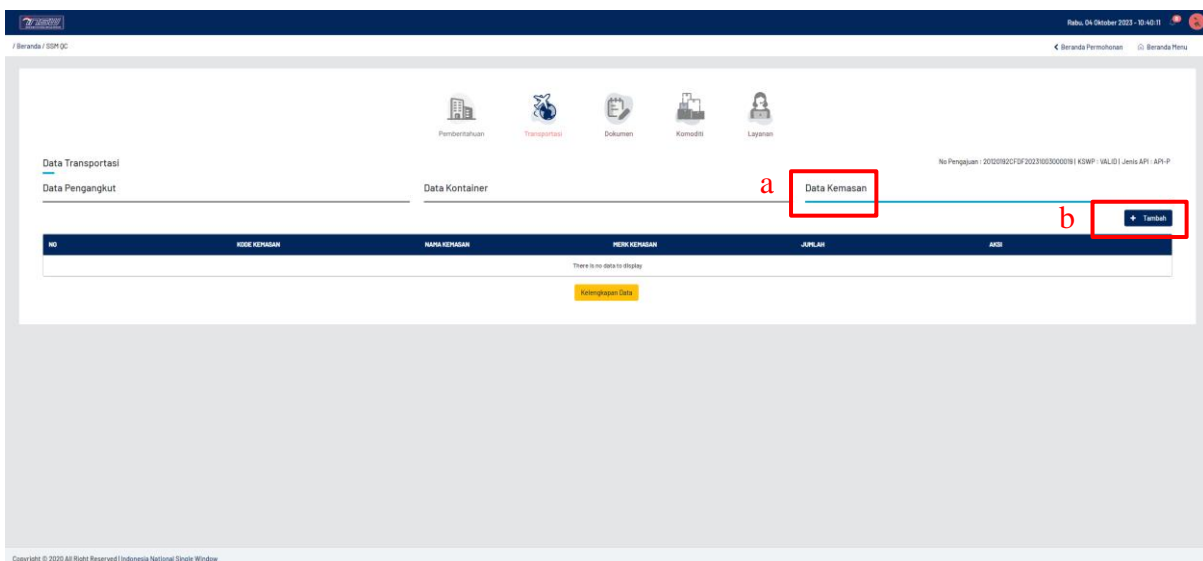 Rabu, 04 Oktober 2023 - 10:40:11
/ Beranda / SSM QC
Beranda Permohonan
Beranda Menu
Pemberitahuan
Transportasi
Dokumen
Komoditi
Layanan
Data Transportasi
No Pengajuan : 20120192CFDF20231003000019 | KSWP : VALID | Jenis API : API-P
Data Pengangkut
Data Kontainer
a
Data Kemasan
b
+ Tambah
NO KODE KEMASAN NAMA KEMASAN MERK KEMASAN JUMLAH AKSI
There is no data to display
Kelengkapan Data
Copyright © 2020 All Right Reserved | Indonesia National Single Window